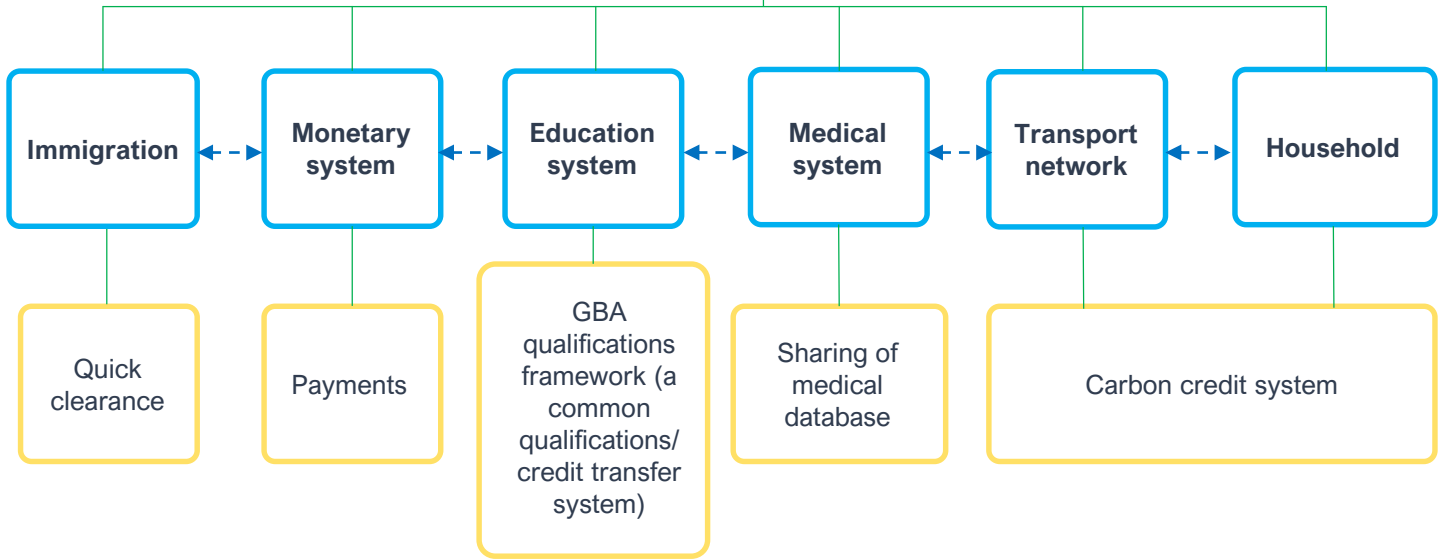 Immigration
Monetary
system
Education
system
Medical
system
Transport
network
Household
Quick
clearance
Payments
GBA
qualifications
framework (a
common
qualifications/
credit transfer
system)
Sharing of
medical
database
Carbon credit system